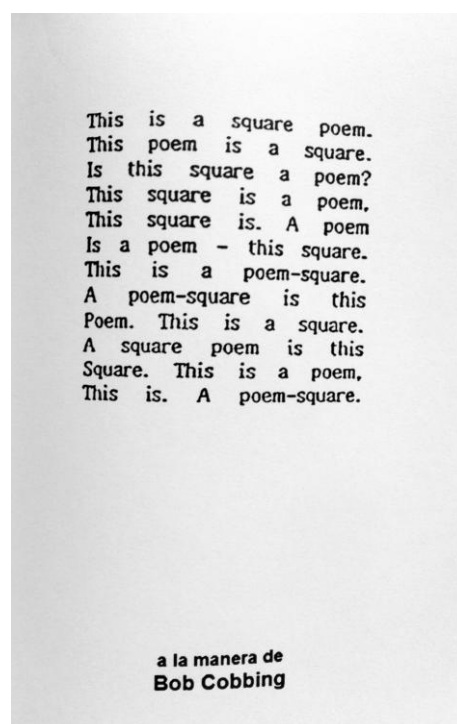 This is a square poem.
This poem is a square.
Is this square a poem?
This square is a poem,
This square is. A poem
Is a poem – this square.
This is a poem-square.
A poem-square is this
Poem. This is a square.
A square poem is this
Square. This is a poem,
This is. A poem-square.
a la manera de
Bob Cobbing